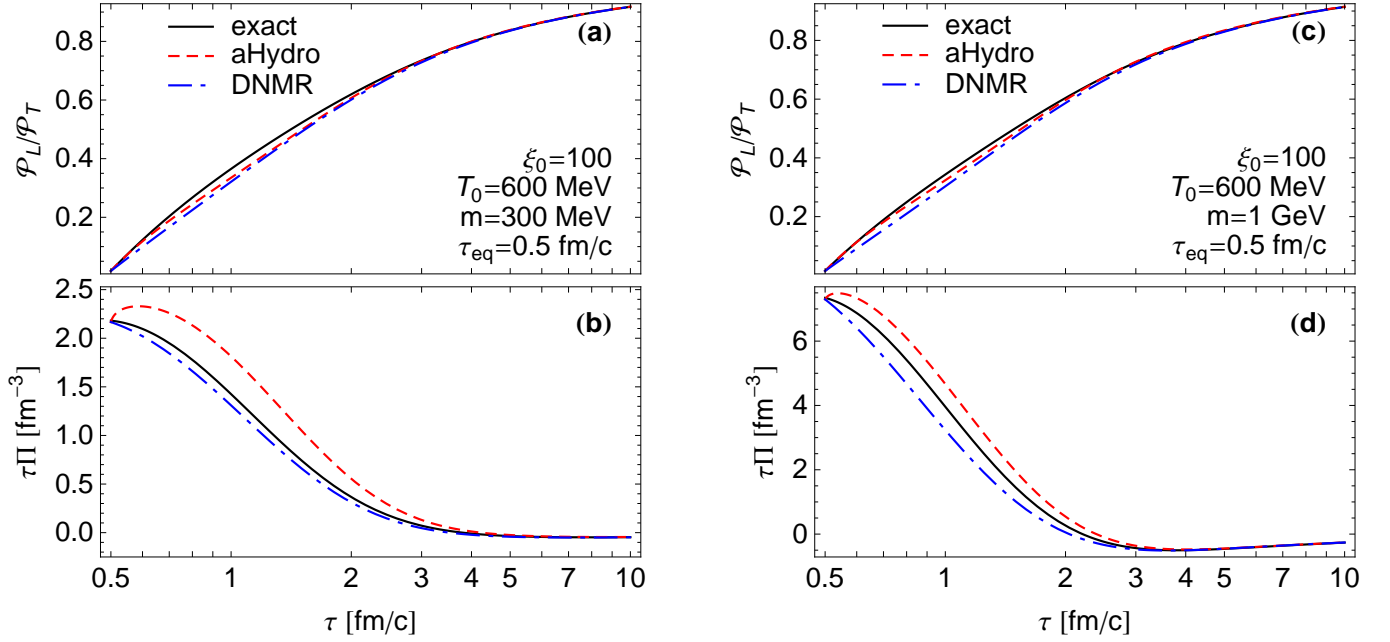 exact
aHydro
DNMR
(a)
ξ₀=100
T₀=600 MeV
m=300 MeV
τeq=0.5 fm/c
𝒫L/𝒫T
0.8
0.6
0.4
0.2
(b)
τΠ [fm⁻³]
2.5
2.0
1.5
1.0
0.5
0.0
0.5 1 2 3 4 5 7 10
τ [fm/c]
exact
aHydro
DNMR
(c)
ξ₀=100
T₀=600 MeV
m=1 GeV
τeq=0.5 fm/c
𝒫L/𝒫T
0.8
0.6
0.4
0.2
(d)
τΠ [fm⁻³]
6
4
2
0
0.5 1 2 3 4 5 7 10
τ [fm/c]